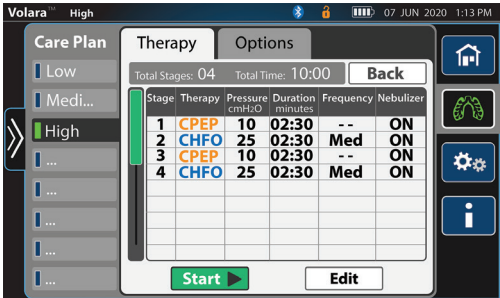 Volara™ High 07 JUN 2020 1:13 PM
Care Plan
Low
Medi...
High
...
...
...
...
...
Therapy Options
Total Stages: 04 Total Time: 10:00 Back
Stage Therapy Pressure cmH2O Duration minutes Frequency Nebulizer
1 CPEP 10 02:30 -- ON
2 CHFO 25 02:30 Med ON
3 CPEP 10 02:30 -- ON
4 CHFO 25 02:30 Med ON
Start Edit